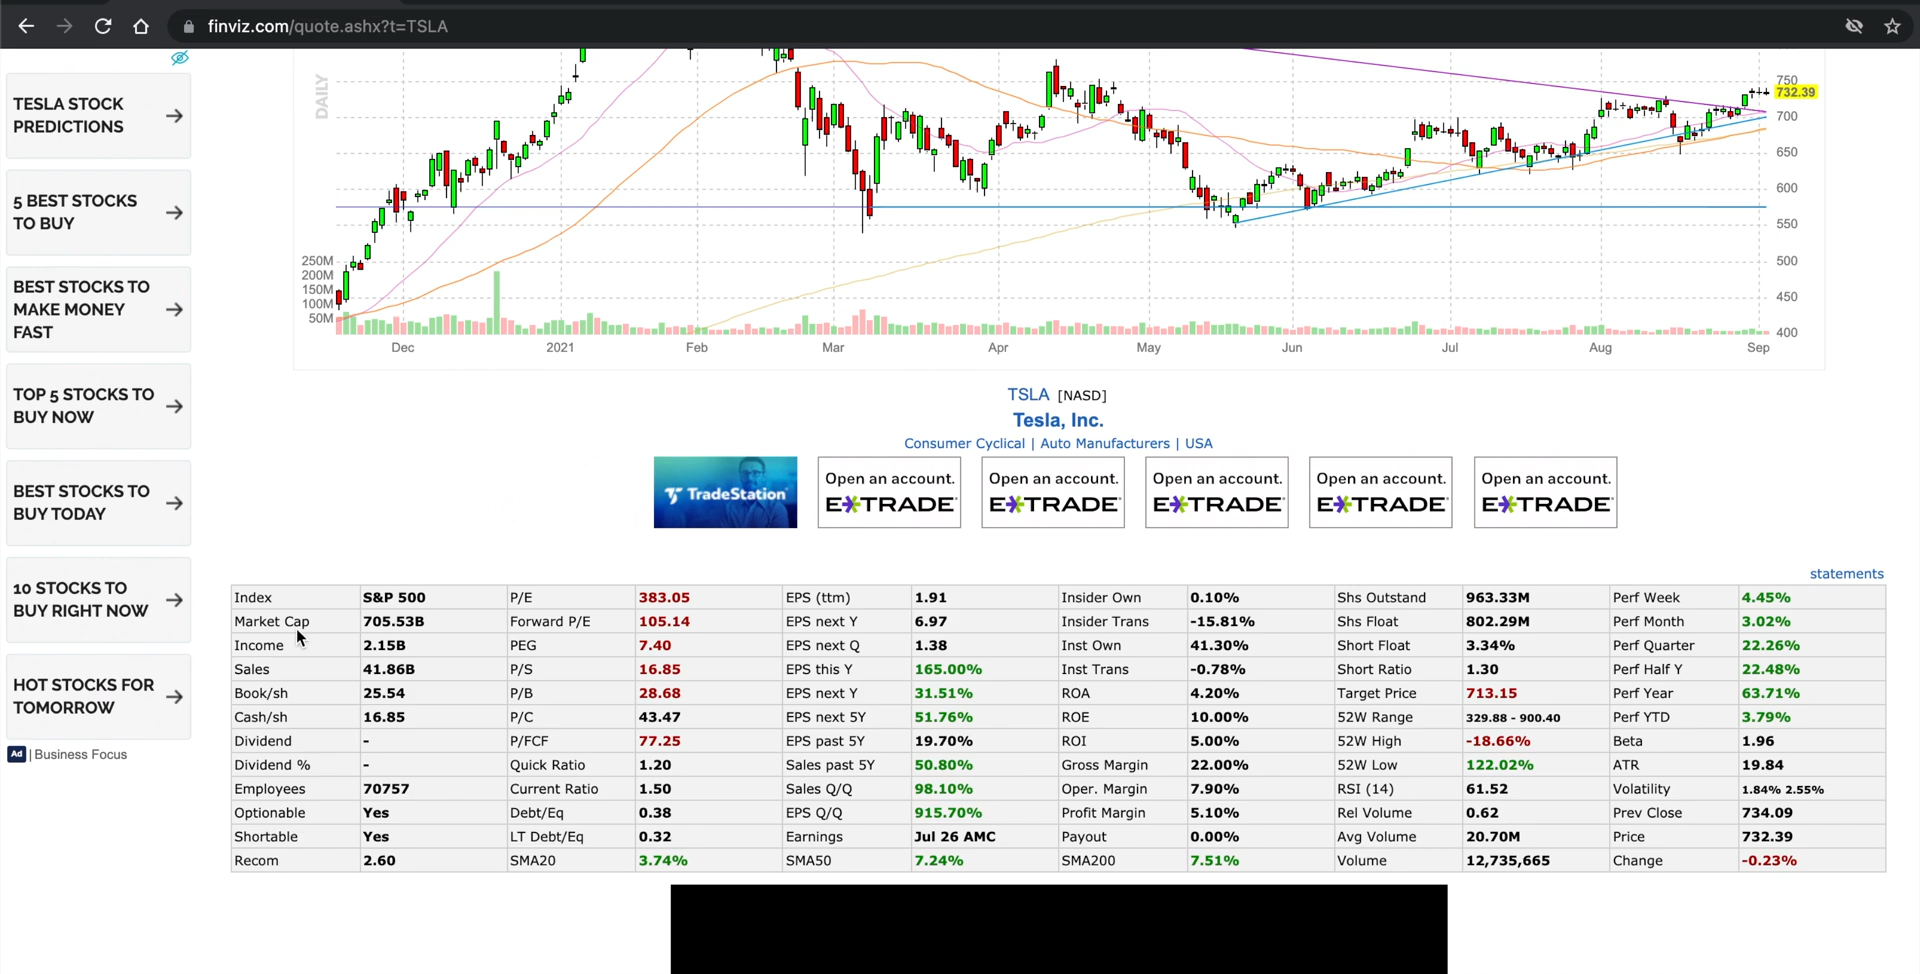 finviz.com/quote.ashx?t=TSLA
TESLA STOCK
PREDICTIONS
5 BEST STOCKS
TO BUY
BEST STOCKS TO
MAKE MONEY
FAST
TOP 5 STOCKS TO
BUY NOW
BEST STOCKS TO
BUY TODAY
10 STOCKS TO
BUY RIGHT NOW
HOT STOCKS FOR
TOMORROW
Ad | Business Focus
DAILY
750
732.39
700
650
600
550
500
450
400
250M
200M
150M
100M
50M
Dec 2021 Feb Mar Apr May Jun Jul Aug Sep
TSLA [NASD]
Tesla, Inc.
Consumer Cyclical | Auto Manufacturers | USA
TradeStation
Open an account.
E*TRADE
Open an account.
E*TRADE
Open an account.
E*TRADE
Open an account.
E*TRADE
Open an account.
E*TRADE
statements
Index S&P 500 P/E 383.05 EPS (ttm) 1.91 Insider Own 0.10% Shs Outstand 963.33M Perf Week 4.45%
Market Cap 705.53B Forward P/E 105.14 EPS next Y 6.97 Insider Trans -15.81% Shs Float 802.29M Perf Month 3.02%
Income 2.15B PEG 7.40 EPS next Q 1.38 Inst Own 41.30% Short Float 3.34% Perf Quarter 22.26%
Sales 41.86B P/S 16.85 EPS this Y 165.00% Inst Trans -0.78% Short Ratio 1.30 Perf Half Y 22.48%
Book/sh 25.54 P/B 28.68 EPS next Y 31.51% ROA 4.20% Target Price 713.15 Perf Year 63.71%
Cash/sh 16.85 P/C 43.47 EPS next 5Y 51.76% ROE 10.00% 52W Range 329.88 - 900.40 Perf YTD 3.79%
Dividend - P/FCF 77.25 EPS past 5Y 19.70% ROI 5.00% 52W High -18.66% Beta 1.96
Dividend % - Quick Ratio 1.20 Sales past 5Y 50.80% Gross Margin 22.00% 52W Low 122.02% ATR 19.84
Employees 70757 Current Ratio 1.50 Sales Q/Q 98.10% Oper. Margin 7.90% RSI (14) 61.52 Volatility 1.84% 2.55%
Optionable Yes Debt/Eq 0.38 EPS Q/Q 915.70% Profit Margin 5.10% Rel Volume 0.62 Prev Close 734.09
Shortable Yes LT Debt/Eq 0.32 Earnings Jul 26 AMC Payout 0.00% Avg Volume 20.70M Price 732.39
Recom 2.60 SMA20 3.74% SMA50 7.24% SMA200 7.51% Volume 12,735,665 Change -0.23%